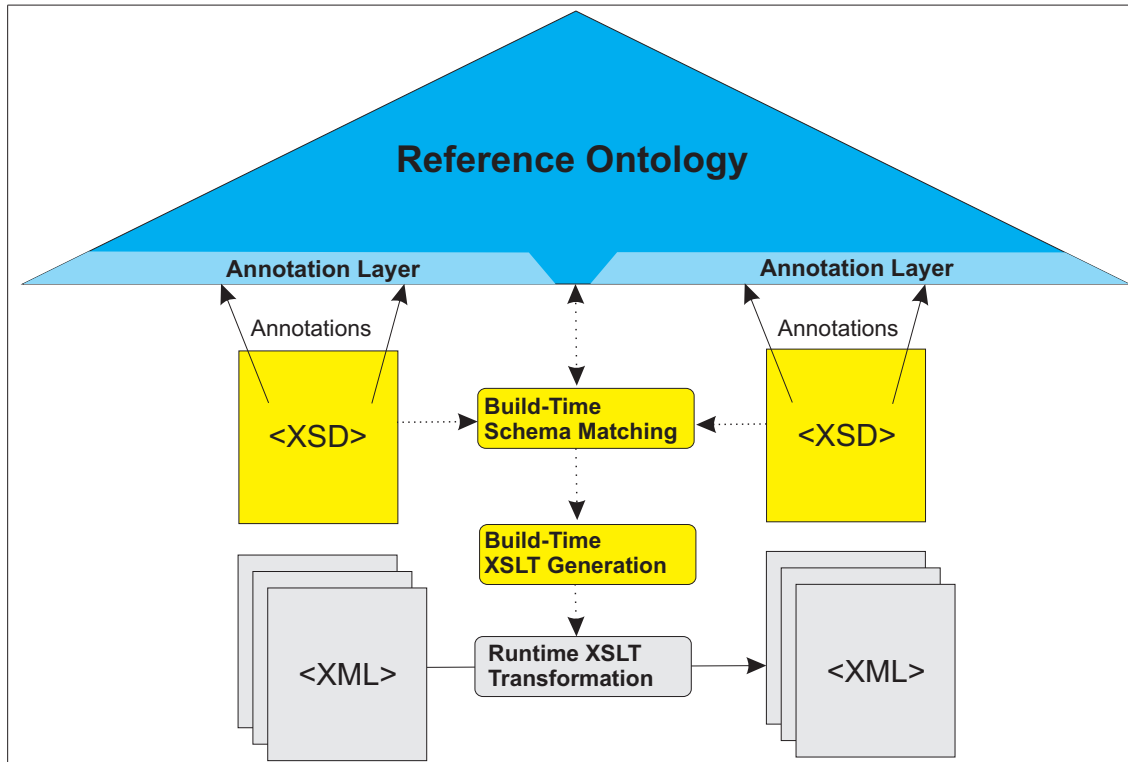 Reference Ontology
Annotation Layer
Annotation Layer
Annotations
Annotations
<XSD>
Build-Time
Schema Matching
<XSD>
Build-Time
XSLT Generation
<XML>
Runtime XSLT
Transformation
<XML>